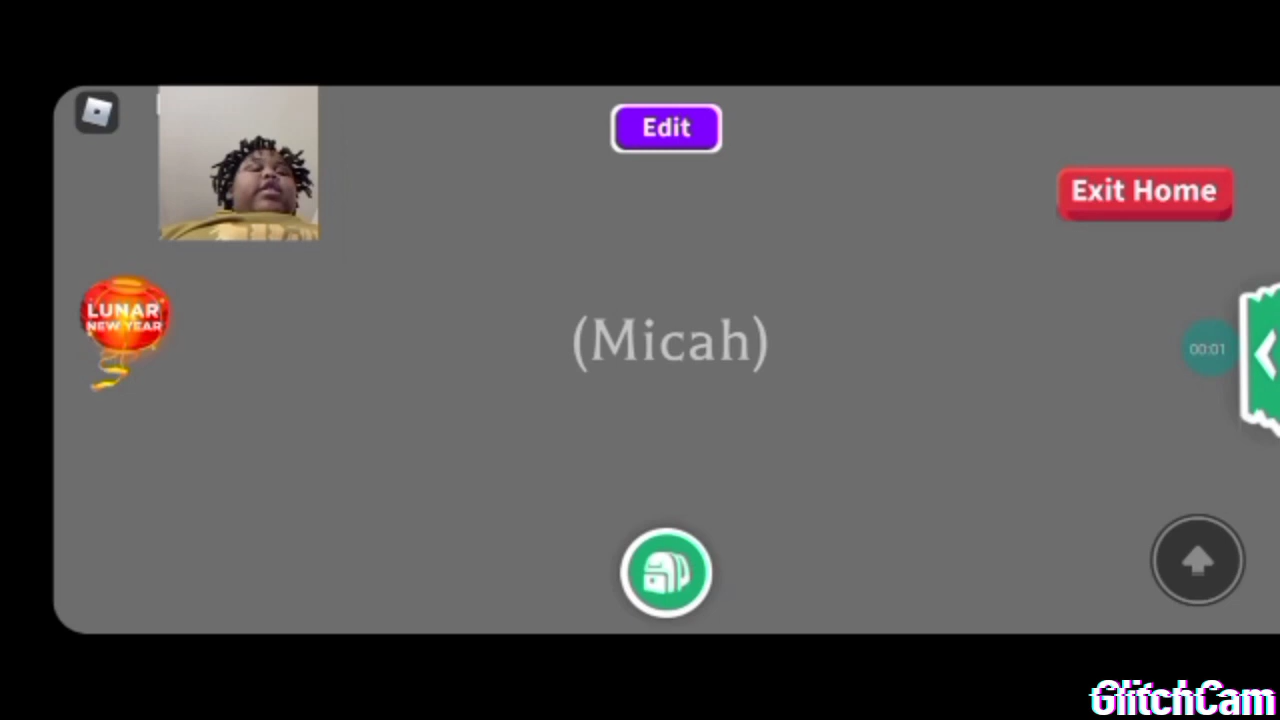 Edit
Exit Home
LUNAR
NEW YEAR
(Micah)
00:01
GlitchCam